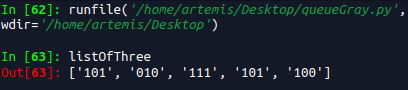 In [62]: runfile('/home/artemis/Desktop/queueGray.py',
wdir='/home/artemis/Desktop')
In [63]: listOfThree
Out[63]: ['101', '010', '111', '101', '100']